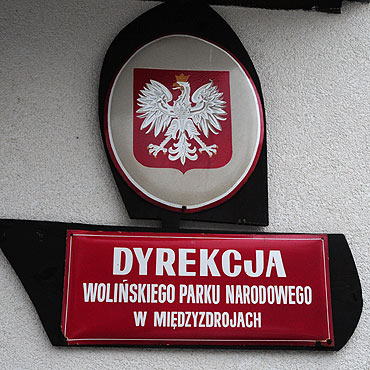 DYREKCJA
WOLIŃSKIEGO PARKU NARODOWEGO
W MIĘDZYZDROJACH